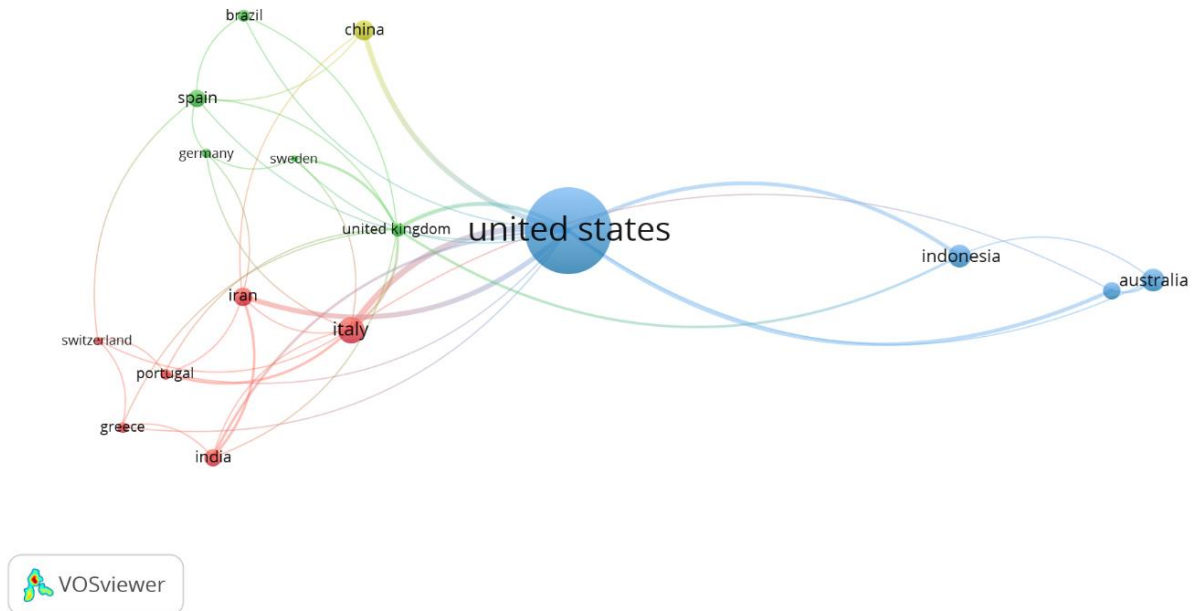 brazil
china
spain
germany
sweden
united kingdom
united states
indonesia
australia
iran
italy
switzerland
portugal
greece
india
VOSviewer